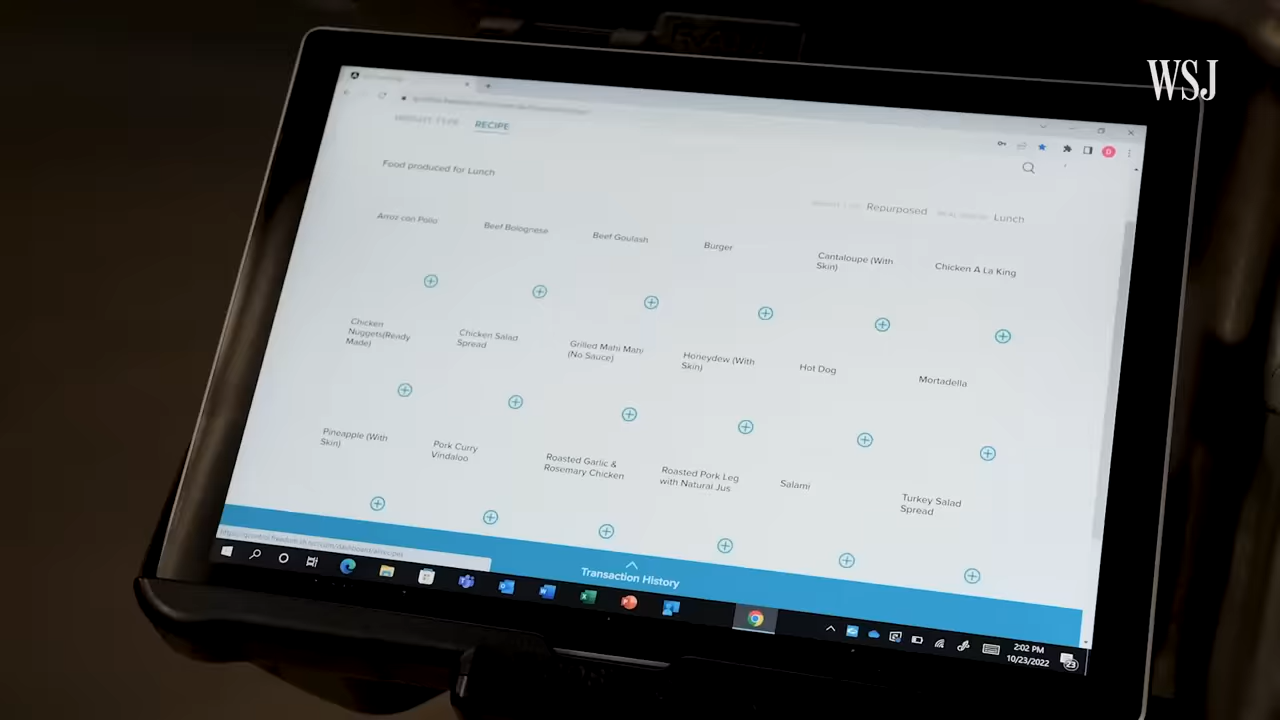 WSJ
WEIGHT TYPE RECIPE
Food produced for Lunch
Repurposed Lunch
Arroz con Pollo
Beef Bolognese
Beef Goulash
Burger
Cantaloupe (With
Skin)
Chicken A La King
Chicken
Nuggets(Ready
Made)
Chicken Salad
Spread
Grilled Mahi Mahi
(No Sauce)
Honeydew (With
Skin)
Hot Dog
Mortadella
Pineapple (With
Skin)
Pork Curry
Vindaloo
Roasted Garlic &
Rosemary Chicken
Roasted Pork Leg
with Natural Jus
Salami
Turkey Salad
Spread
Transaction History
2:02 PM
10/23/2022
23